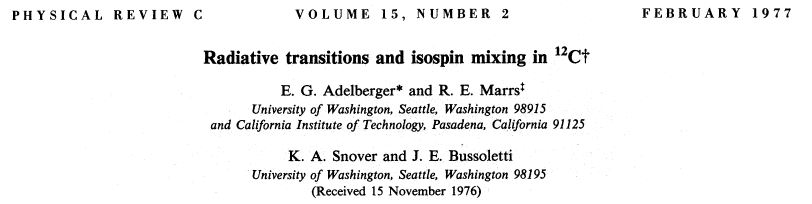 PHYSICAL REVIEW C VOLUME 15, NUMBER 2 FEBRUARY 1977
Radiative transitions and isospin mixing in ¹²C†
E. G. Adelberger* and R. E. Marrs‡
University of Washington, Seattle, Washington 98915
and California Institute of Technology, Pasadena, California 91125
K. A. Snover and J. E. Bussoletti
University of Washington, Seattle, Washington 98195
(Received 15 November 1976)